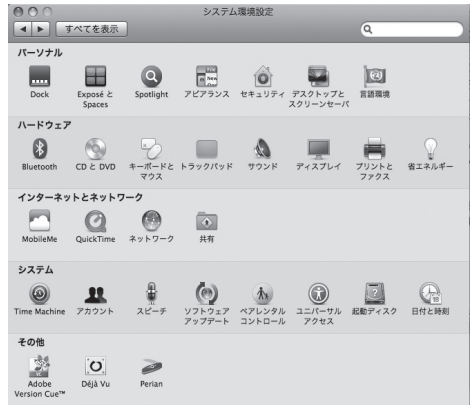 システム環境設定
すべてを表示
パーソナル
Dock
Exposé と
Spaces
Spotlight
アピアランス
セキュリティ
デスクトップと
スクリーンセーバ
言語環境
ハードウェア
Bluetooth
CD と DVD
キーボードと
マウス
トラックパッド
サウンド
ディスプレイ
プリントと
ファクス
省エネルギー
インターネットとネットワーク
MobileMe
QuickTime
ネットワーク
共有
システム
Time Machine
アカウント
スピーチ
ソフトウェア
アップデート
ペアレンタル
コントロール
ユニバーサル
アクセス
起動ディスク
日付と時刻
その他
Adobe
Version Cue™
Déjà Vu
Perian